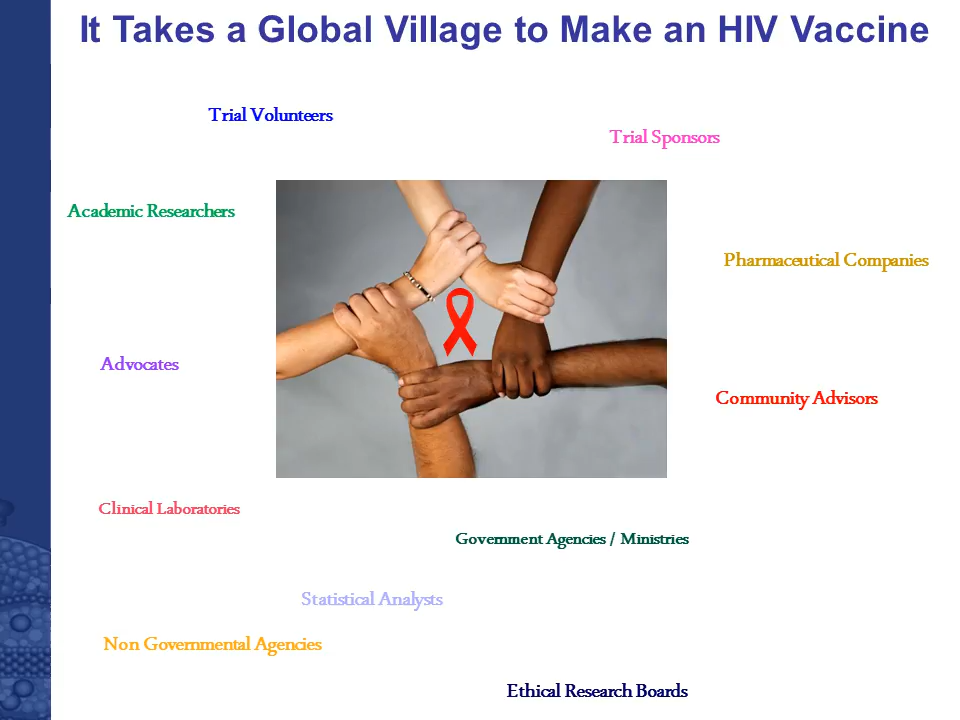 It Takes a Global Village to Make an HIV Vaccine
Trial Volunteers
Trial Sponsors
Academic Researchers
Pharmaceutical Companies
Advocates
Community Advisors
Clinical Laboratories
Government Agencies / Ministries
Statistical Analysts
Non Governmental Agencies
Ethical Research Boards